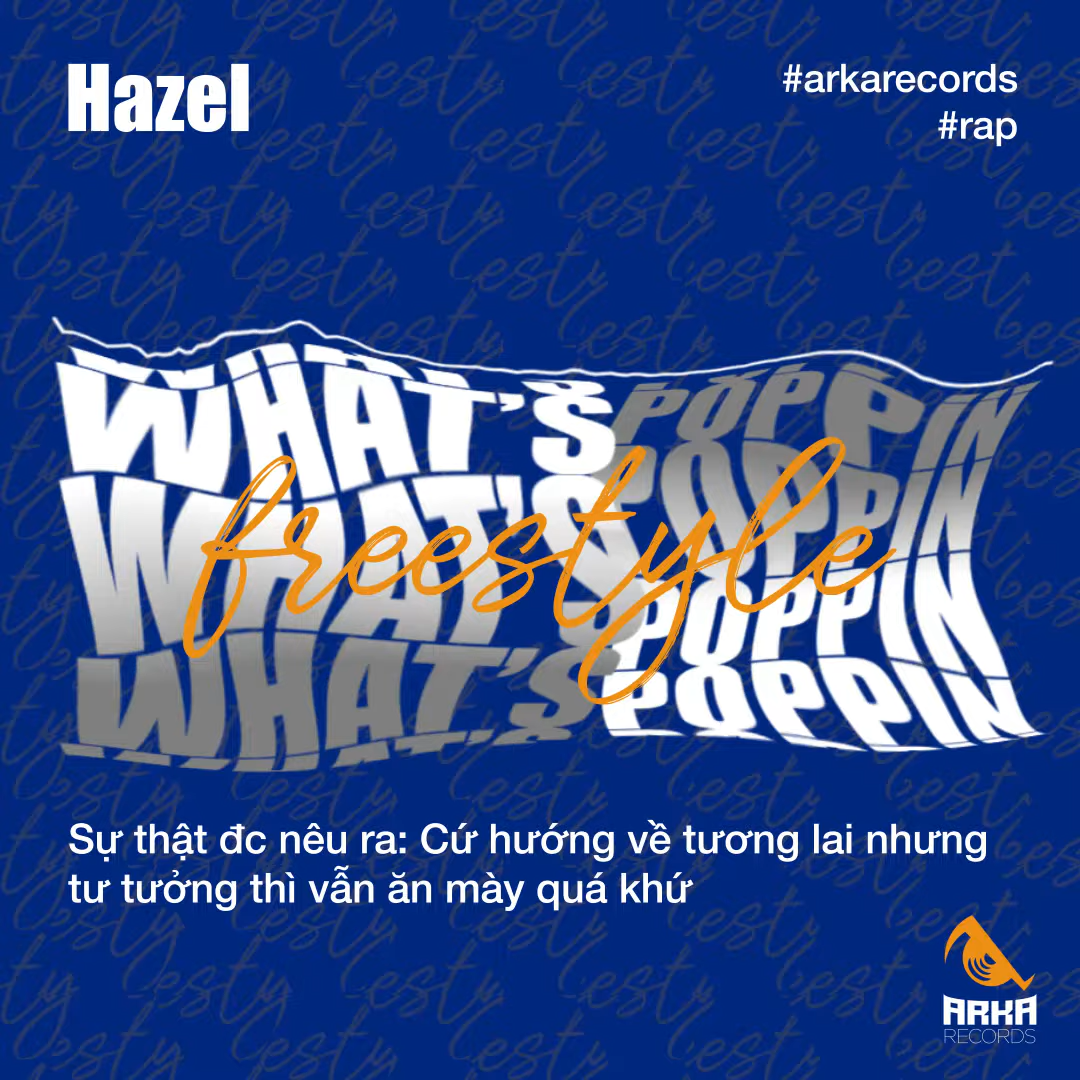 Hazel
#arkarecords
#rap
WHAT'S POPPIN
WHAT'S POPPIN
WHAT'S POPPIN
freestyle
POPPIN
Sự thật đc nêu ra: Cứ hướng về tương lai nhưng
tư tưởng thì vẫn ăn mày quá khứ
ARKA
RECORDS